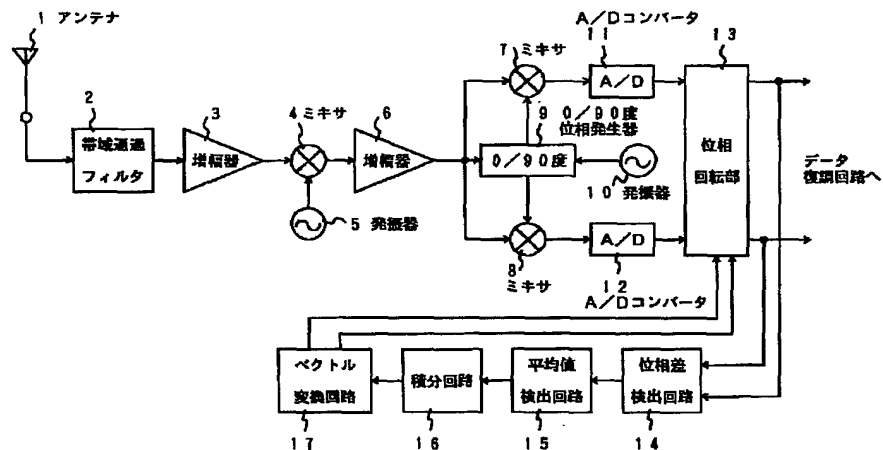 1 アンテナ
2
帯域通過
フィルタ
3
増幅器
4 ミキサ
5 発振器
6
増幅器
7 ミキサ
8
ミキサ
9 0/90度
位相発生器
0/90度
10 発振器
A/Dコンバータ
11
A/D
A/D
12
A/Dコンバータ
13
位相
回転部
データ
復調回路へ
ベクトル
変換回路
17
積分回路
16
平均値
検出回路
15
位相差
検出回路
14